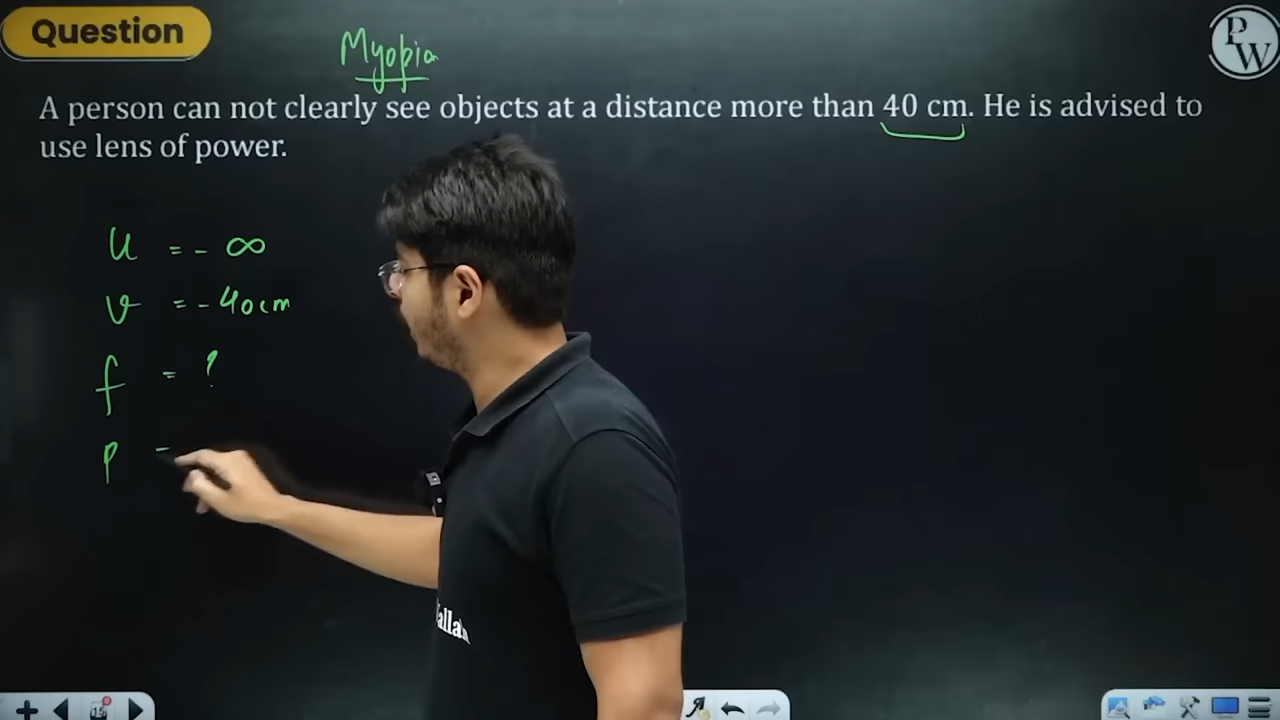 Question
Myopia
PW
A person can not clearly see objects at a distance more than 40 cm. He is advised to
use lens of power.
u = - ∞
v = - 40cm
f = ?
P =
15